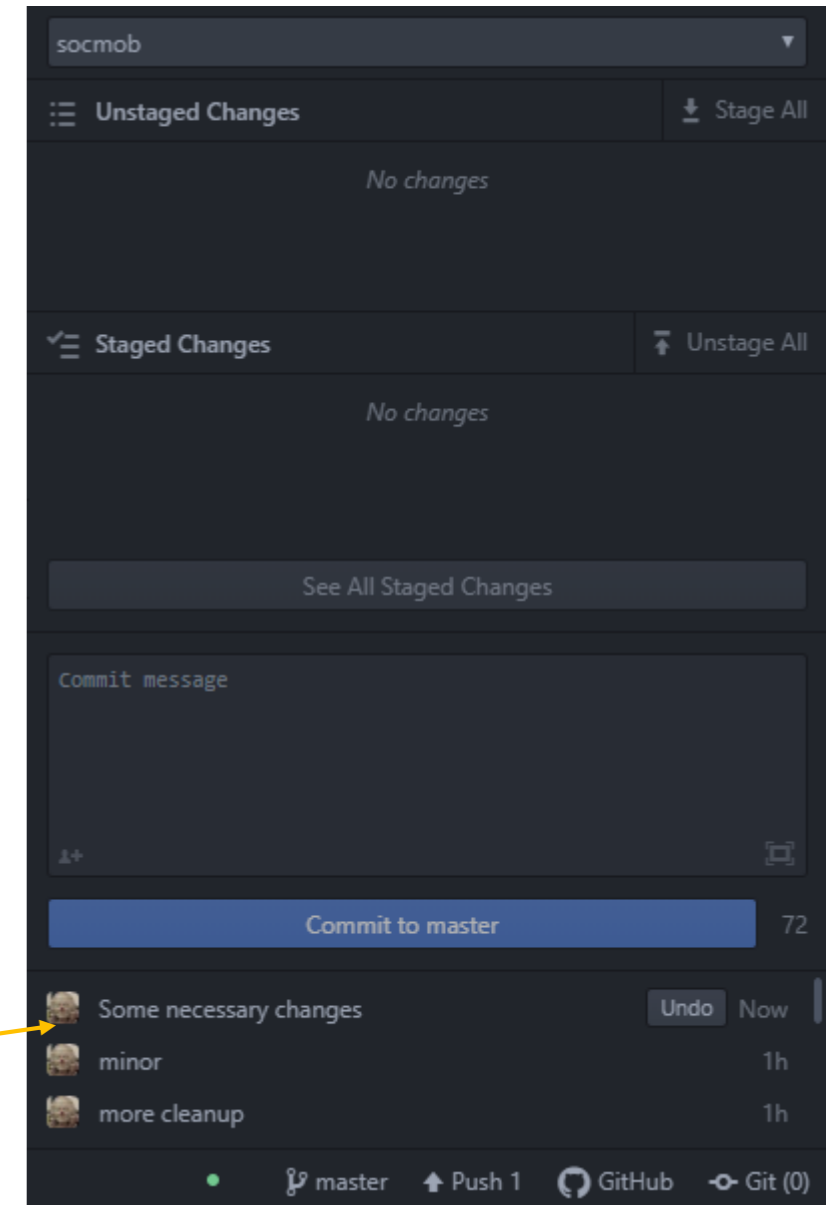 socmob
Unstaged Changes Stage All
No changes
Staged Changes Unstage All
No changes
See All Staged Changes
Commit message
Commit to master 72
Some necessary changes Undo Now
minor 1h
more cleanup 1h
master Push 1 GitHub Git (0)